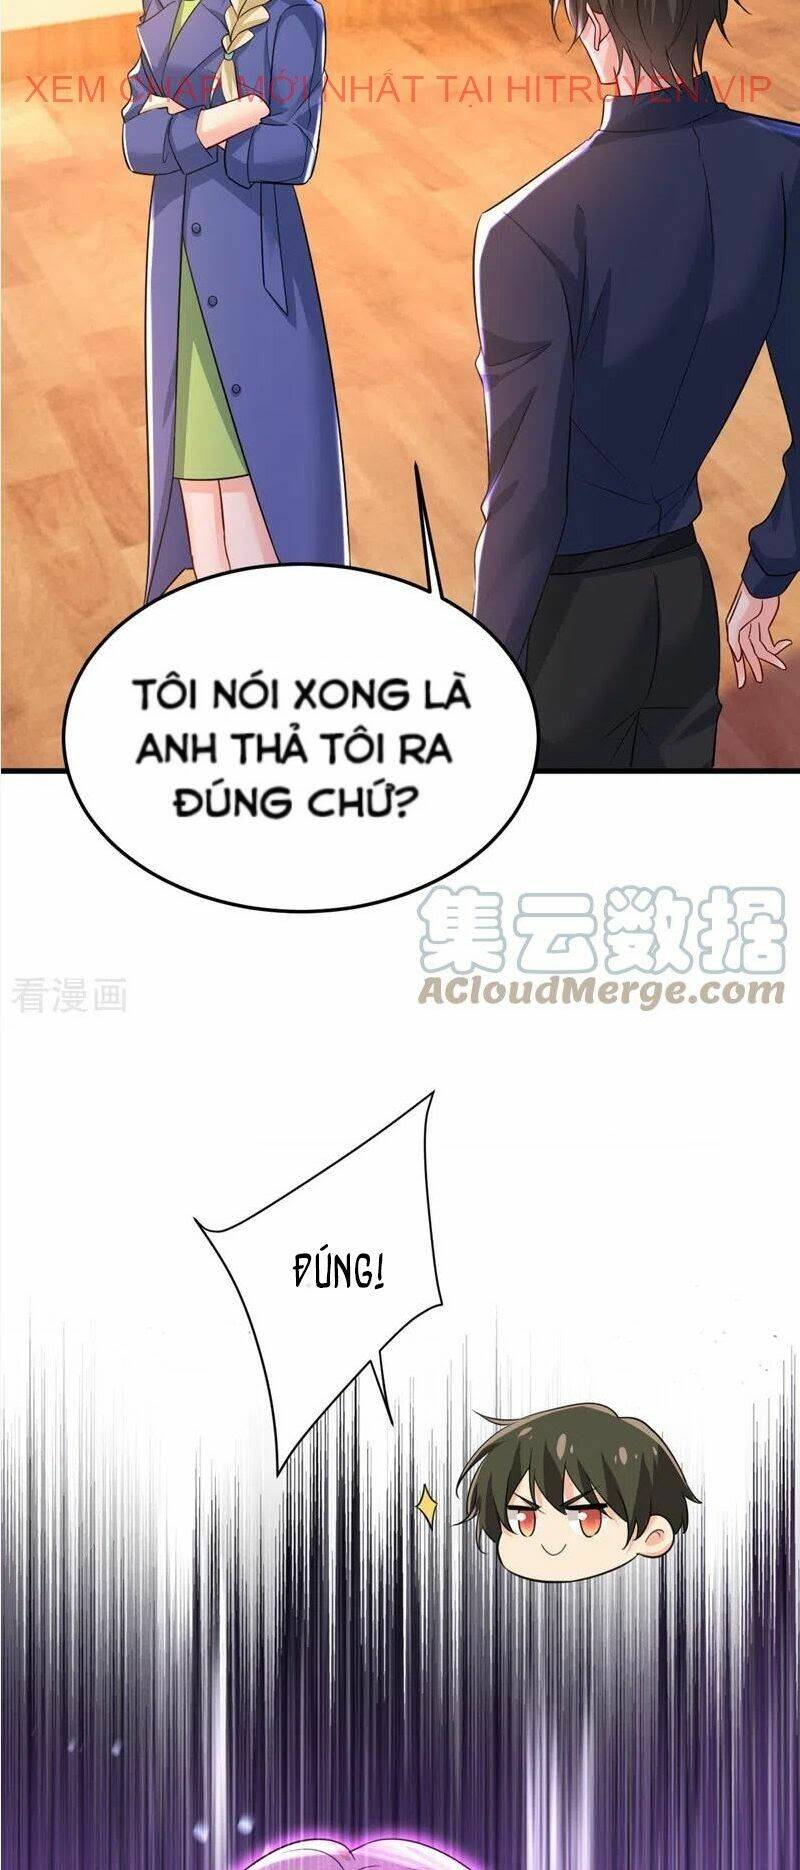 XEM CHAP MỚI NHẤT TẠI HITRUYEN.VIP
TÔI NÓI XONG LÀ
ANH THẢ TÔI RA
ĐÚNG CHỨ?
集云数据
ACloudMerge.com
看漫画
ĐÚNG!